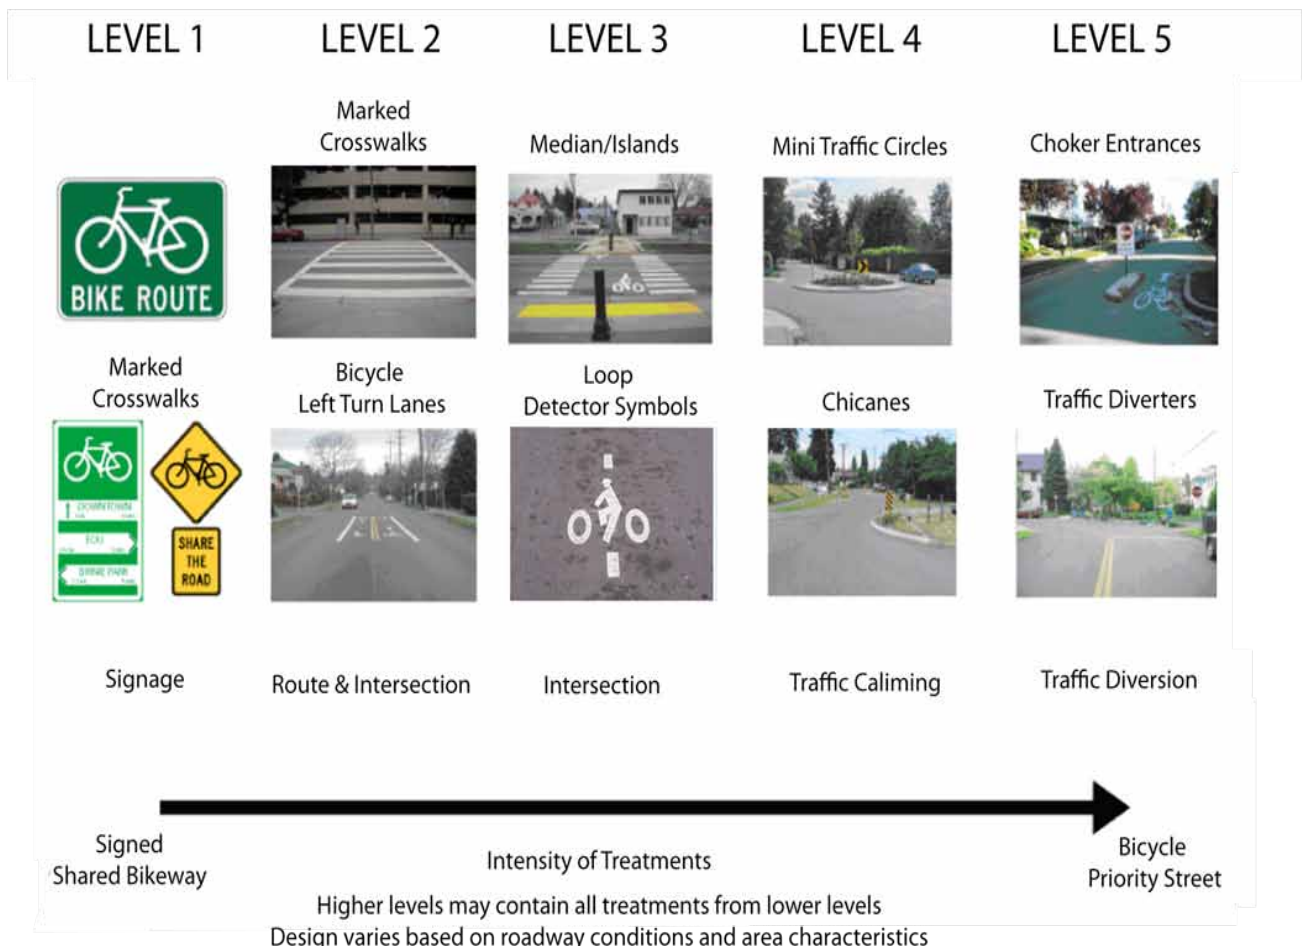 LEVEL 1 LEVEL 2 LEVEL 3 LEVEL 4 LEVEL 5
Marked
Crosswalks
Median/Islands
Mini Traffic Circles
Choker Entrances
BIKE ROUTE
Marked
Crosswalks
Bicycle
Left Turn Lanes
Loop
Detector Symbols
Chicanes
Traffic Diverters
DOWNTOWN
ECU
SHARE
THE
ROAD
Signage
Route & Intersection
Intersection
Traffic Caliming
Traffic Diversion
Signed
Shared Bikeway
Intensity of Treatments
Bicycle
Priority Street
Higher levels may contain all treatments from lower levels
Design varies based on roadway conditions and area characteristics